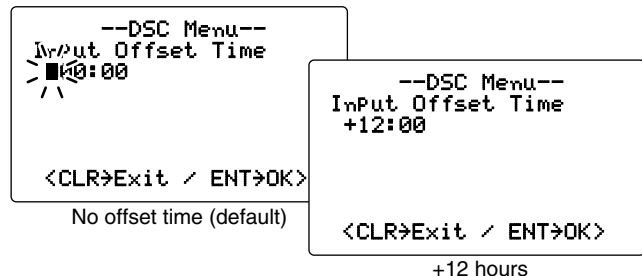 --DSC Menu--
InPut Offset Time
00:00
<CLR→Exit / ENT→OK>
No offset time (default)
--DSC Menu--
InPut Offset Time
+12:00
<CLR→Exit / ENT→OK>
+12 hours